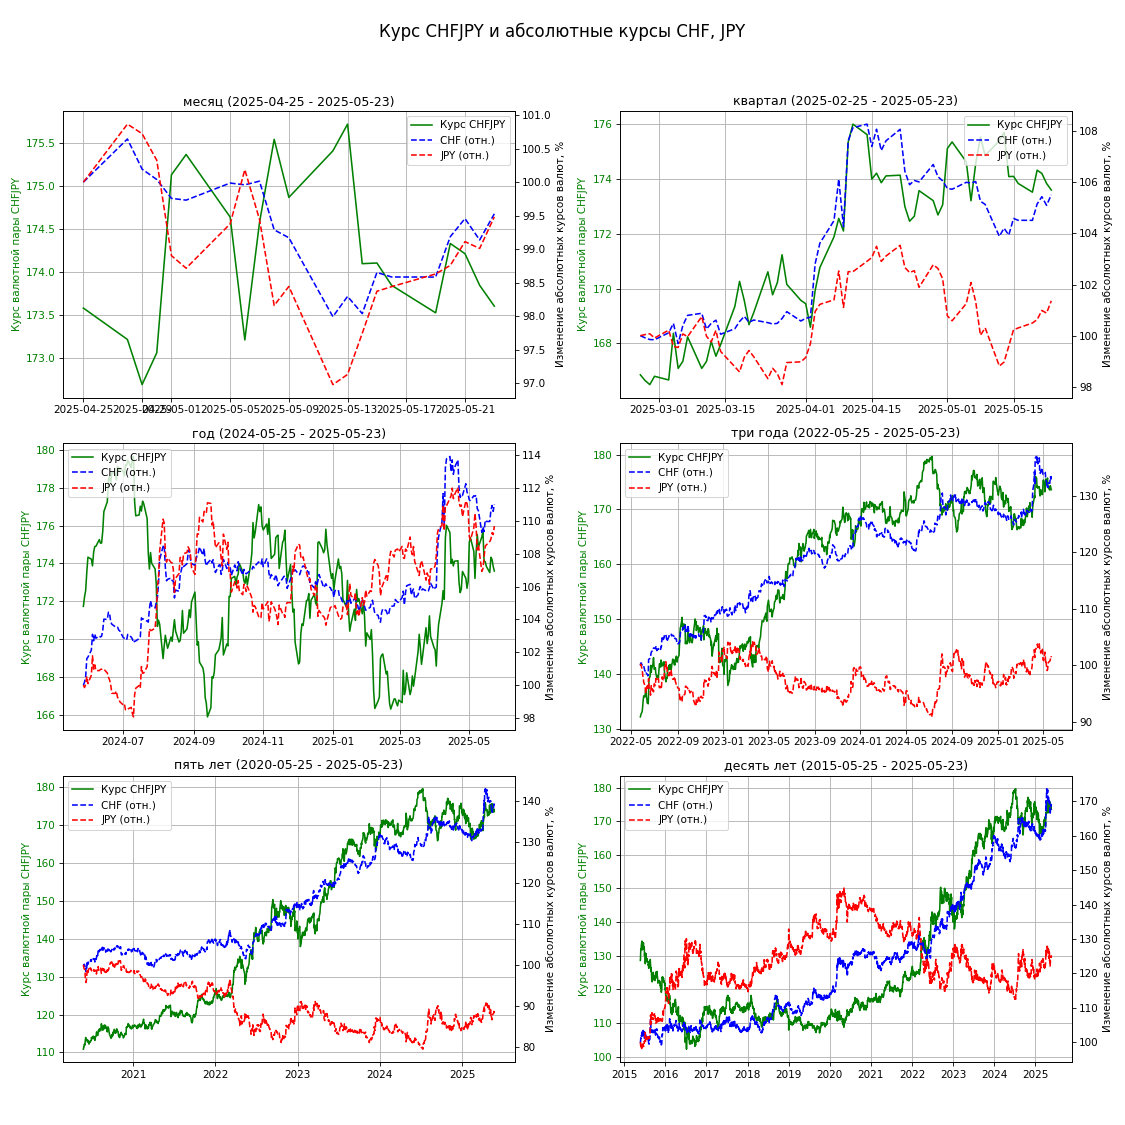 Курс CHFJPY и абсолютные курсы CHF, JPY
месяц (2025-04-25 - 2025-05-23)
Курс валютной пары CHFJPY
175.5
175.0
174.5
174.0
173.5
173.0
Курс CHFJPY
CHF (отн.)
JPY (отн.)
101.0
100.5
100.0
99.5
99.0
98.5
98.0
97.5
97.0
Изменение абсолютных курсов валют, %
2025-04-25 2025-04-29 2025-05-01 2025-05-05 2025-05-09 2025-05-13 2025-05-17 2025-05-21
квартал (2025-02-25 - 2025-05-23)
Курс валютной пары CHFJPY
176
174
172
170
168
Курс CHFJPY
CHF (отн.)
JPY (отн.)
108
106
104
102
100
98
Изменение абсолютных курсов валют, %
2025-03-01 2025-03-15 2025-04-01 2025-04-15 2025-05-01 2025-05-15
год (2024-05-25 - 2025-05-23)
Курс валютной пары CHFJPY
180
178
176
174
172
170
168
166
Курс CHFJPY
CHF (отн.)
JPY (отн.)
114
112
110
108
106
104
102
100
98
Изменение абсолютных курсов валют, %
2024-07 2024-09 2024-11 2025-01 2025-03 2025-05
три года (2022-05-25 - 2025-05-23)
Курс валютной пары CHFJPY
180
170
160
150
140
130
Курс CHFJPY
CHF (отн.)
JPY (отн.)
130
120
110
100
90
Изменение абсолютных курсов валют, %
2022-05 2022-09 2023-01 2023-05 2023-09 2024-01 2024-05 2024-09 2025-01 2025-05
пять лет (2020-05-25 - 2025-05-23)
Курс валютной пары CHFJPY
180
170
160
150
140
130
120
110
Курс CHFJPY
CHF (отн.)
JPY (отн.)
140
130
120
110
100
90
80
Изменение абсолютных курсов валют, %
2021 2022 2023 2024 2025
десять лет (2015-05-25 - 2025-05-23)
Курс валютной пары CHFJPY
180
170
160
150
140
130
120
110
100
Курс CHFJPY
CHF (отн.)
JPY (отн.)
170
160
150
140
130
120
110
100
Изменение абсолютных курсов валют, %
2015 2016 2017 2018 2019 2020 2021 2022 2023 2024 2025